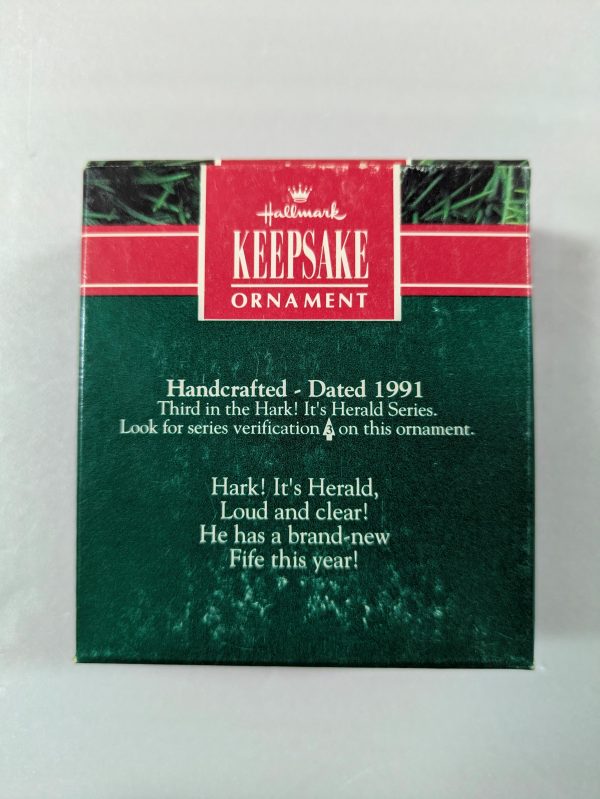 Hallmark
KEEPSAKE
ORNAMENT
Handcrafted - Dated 1991
Third in the Hark! It's Herald Series.
Look for series verification 3 on this ornament.
Hark! It's Herald,
Loud and clear!
He has a brand-new
Fife this year!